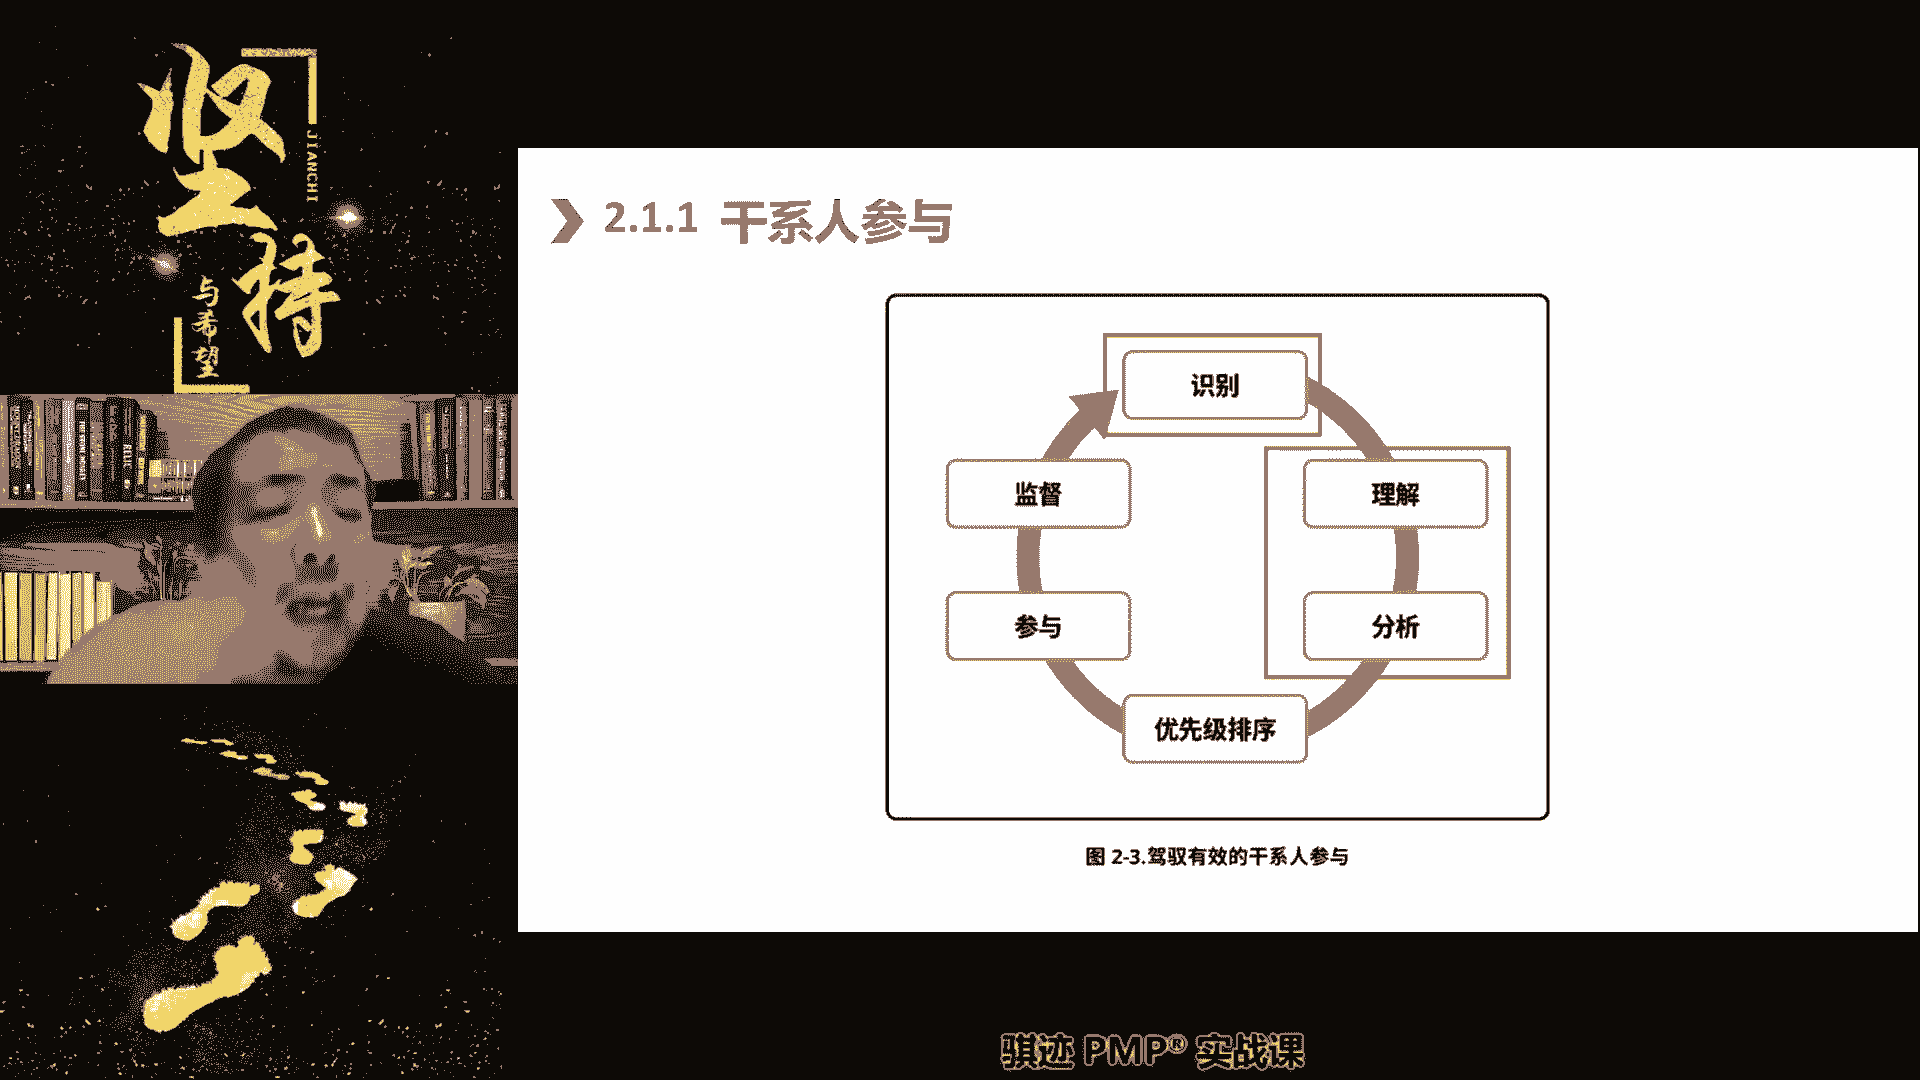 坚持
JIANCHI
与希望
2.1.1 干系人参与
识别
理解
分析
优先级排序
参与
监督
图 2-3.驾驭有效的干系人参与
骐迹 PMP® 实战课